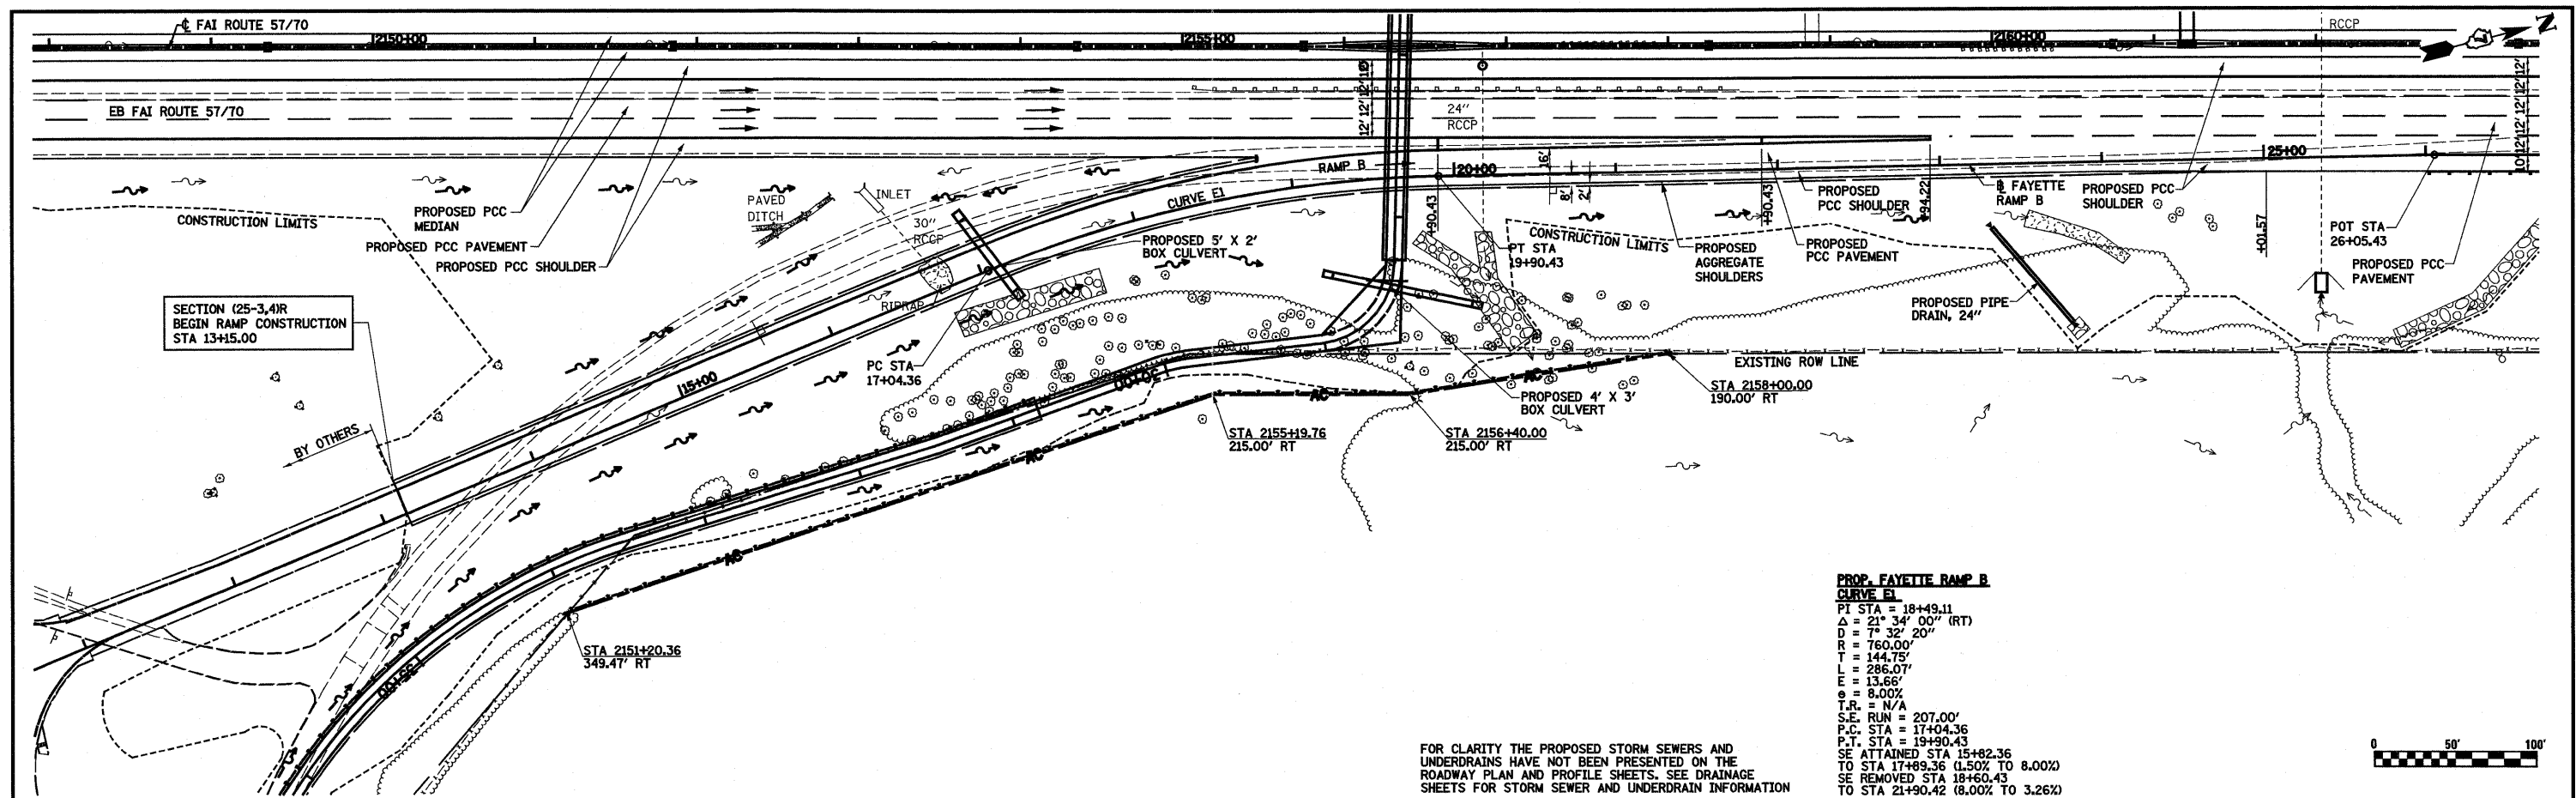 ℄ FAI ROUTE 57/70
2150+00
2155+00
2160+00
RCCP
N
EB FAI ROUTE 57/70
12' 12' 12' 12'
24"
RCCP
10' 12' 12' 12' 12' 12'
RAMP B
20+00
16'
8'
2'
25+00
CURVE E1
PAVED
DITCH
INLET
30"
RCCP
CONSTRUCTION LIMITS
PROPOSED PCC
MEDIAN
PROPOSED PCC PAVEMENT
PROPOSED PCC SHOULDER
PROPOSED 5' X 2'
BOX CULVERT
+90.43
PT STA
19+90.43
CONSTRUCTION LIMITS
PROPOSED
AGGREGATE
SHOULDERS
+90.43
PROPOSED
PCC PAVEMENT
PROPOSED
PCC SHOULDER
+94.22
FAYETTE
RAMP B
PROPOSED PCC
SHOULDER
+01.57
POT STA
26+05.43
PROPOSED PCC
PAVEMENT
RIPRAP
SECTION (25-3,4)R
BEGIN RAMP CONSTRUCTION
STA 13+15.00
PC STA
17+04.36
PROPOSED PIPE
DRAIN, 24"
EXISTING ROW LINE
15+00
30+00
AC
AC
AC
AC
STA 2158+00.00
190.00' RT
PROPOSED 4' X 3'
BOX CULVERT
BY OTHERS
STA 2155+19.76
215.00' RT
STA 2156+40.00
215.00' RT
STA 2151+20.36
349.47' RT
35+00
PROP. FAYETTE RAMP B
CURVE E1
PI STA = 18+49.11
Δ = 21° 34' 00" (RT)
D = 7° 32' 20"
R = 760.00'
T = 144.75'
L = 286.07'
E = 13.66'
e = 8.00%
T.R. = N/A
S.E. RUN = 207.00'
P.C. STA = 17+04.36
P.T. STA = 19+90.43
SE ATTAINED STA 15+82.36
TO STA 17+89.36 (1.50% TO 8.00%)
SE REMOVED STA 18+60.43
TO STA 21+90.42 (8.00% TO 3.26%)
FOR CLARITY THE PROPOSED STORM SEWERS AND
UNDERDRAINS HAVE NOT BEEN PRESENTED ON THE
ROADWAY PLAN AND PROFILE SHEETS. SEE DRAINAGE
SHEETS FOR STORM SEWER AND UNDERDRAIN INFORMATION
0 50' 100'